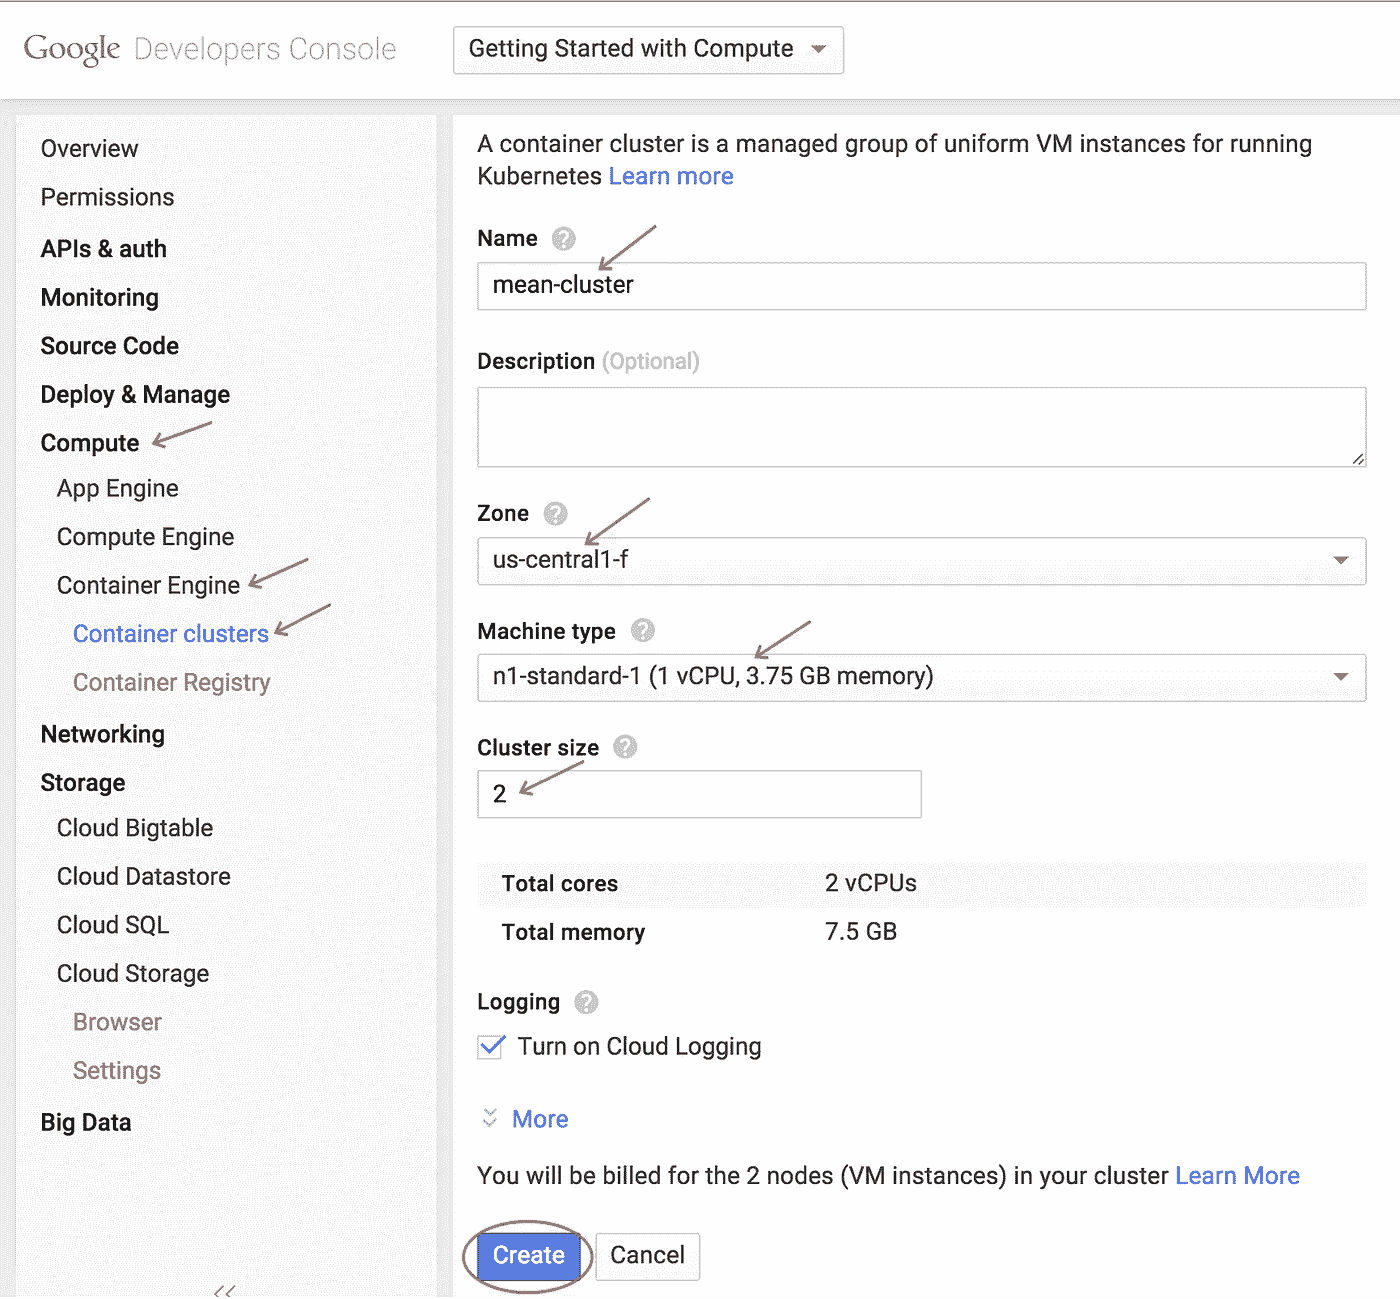 Google Developers Console
Getting Started with Compute
Overview
Permissions
APIs & auth
Monitoring
Source Code
Deploy & Manage
Compute
App Engine
Compute Engine
Container Engine
Container clusters
Container Registry
Networking
Storage
Cloud Bigtable
Cloud Datastore
Cloud SQL
Cloud Storage
Browser
Settings
Big Data
A container cluster is a managed group of uniform VM instances for running
Kubernetes Learn more
Name ?
mean-cluster
Description (Optional)
Zone ?
us-central1-f
Machine type ?
n1-standard-1 (1 vCPU, 3.75 GB memory)
Cluster size ?
2
Total cores 2 vCPUs
Total memory 7.5 GB
Logging ?
Turn on Cloud Logging
More
You will be billed for the 2 nodes (VM instances) in your cluster Learn More
Create Cancel